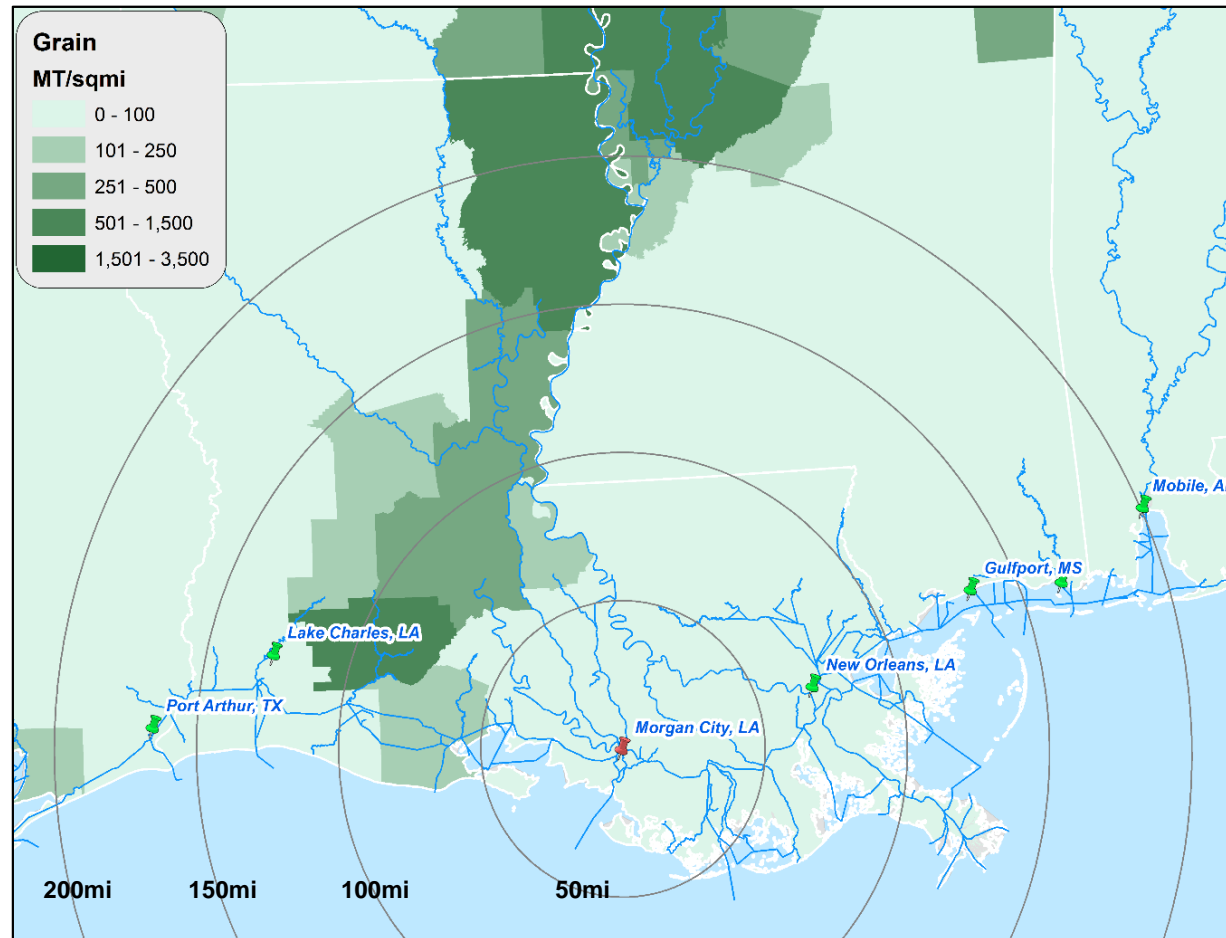 Grain
MT/sqmi
0 - 100
101 - 250
251 - 500
501 - 1,500
1,501 - 3,500
Mobile, A
Gulfport, MS
Lake Charles, LA
New Orleans, LA
Port Arthur, TX
Morgan City, LA
200mi
150mi
100mi
50mi